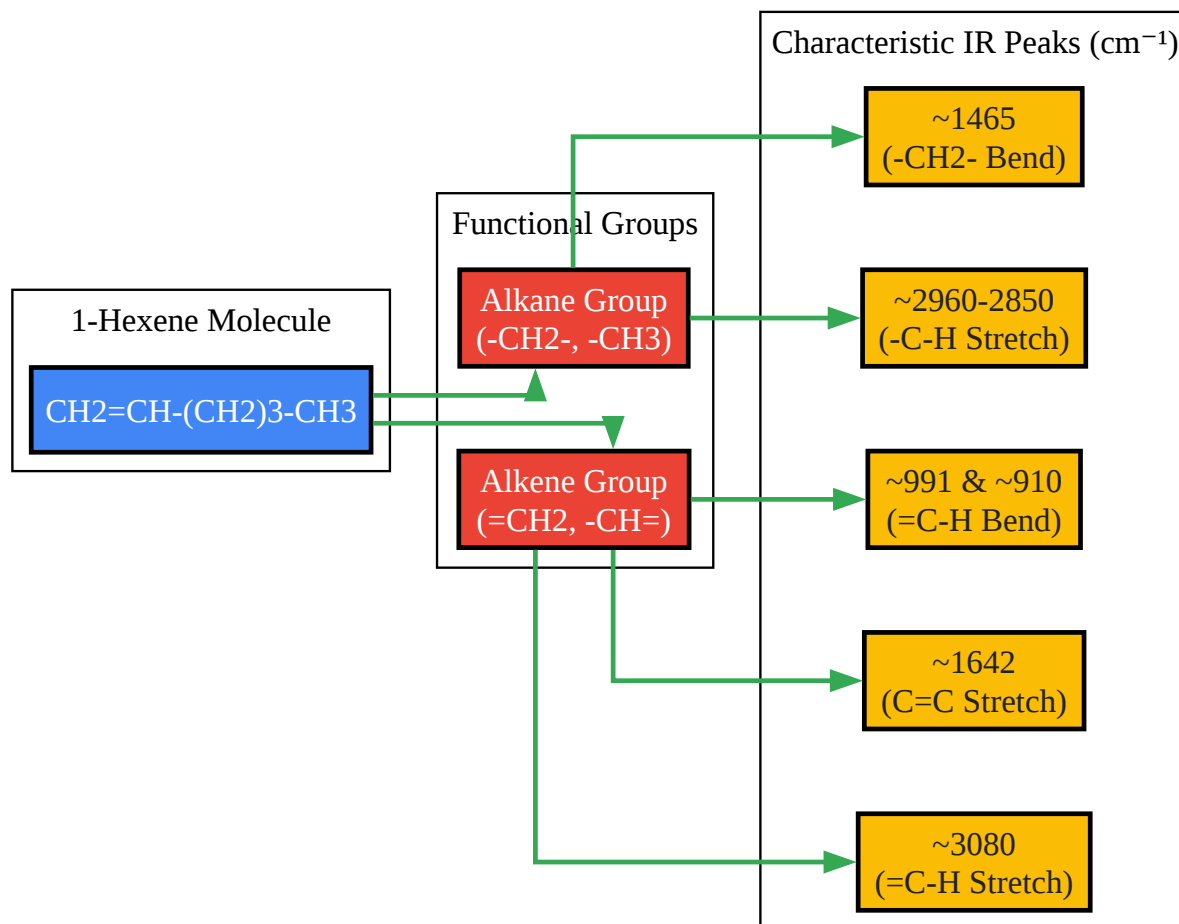 Characteristic IR Peaks (cm⁻¹)
~1465
(-CH2- Bend)
Functional Groups
Alkane Group
(-CH2-, -CH3)
~2960-2850
(-C-H Stretch)
1-Hexene Molecule
CH2=CH-(CH2)3-CH3
Alkene Group
(=CH2, -CH=)
~991 & ~910
(=C-H Bend)
~1642
(C=C Stretch)
~3080
(=C-H Stretch)